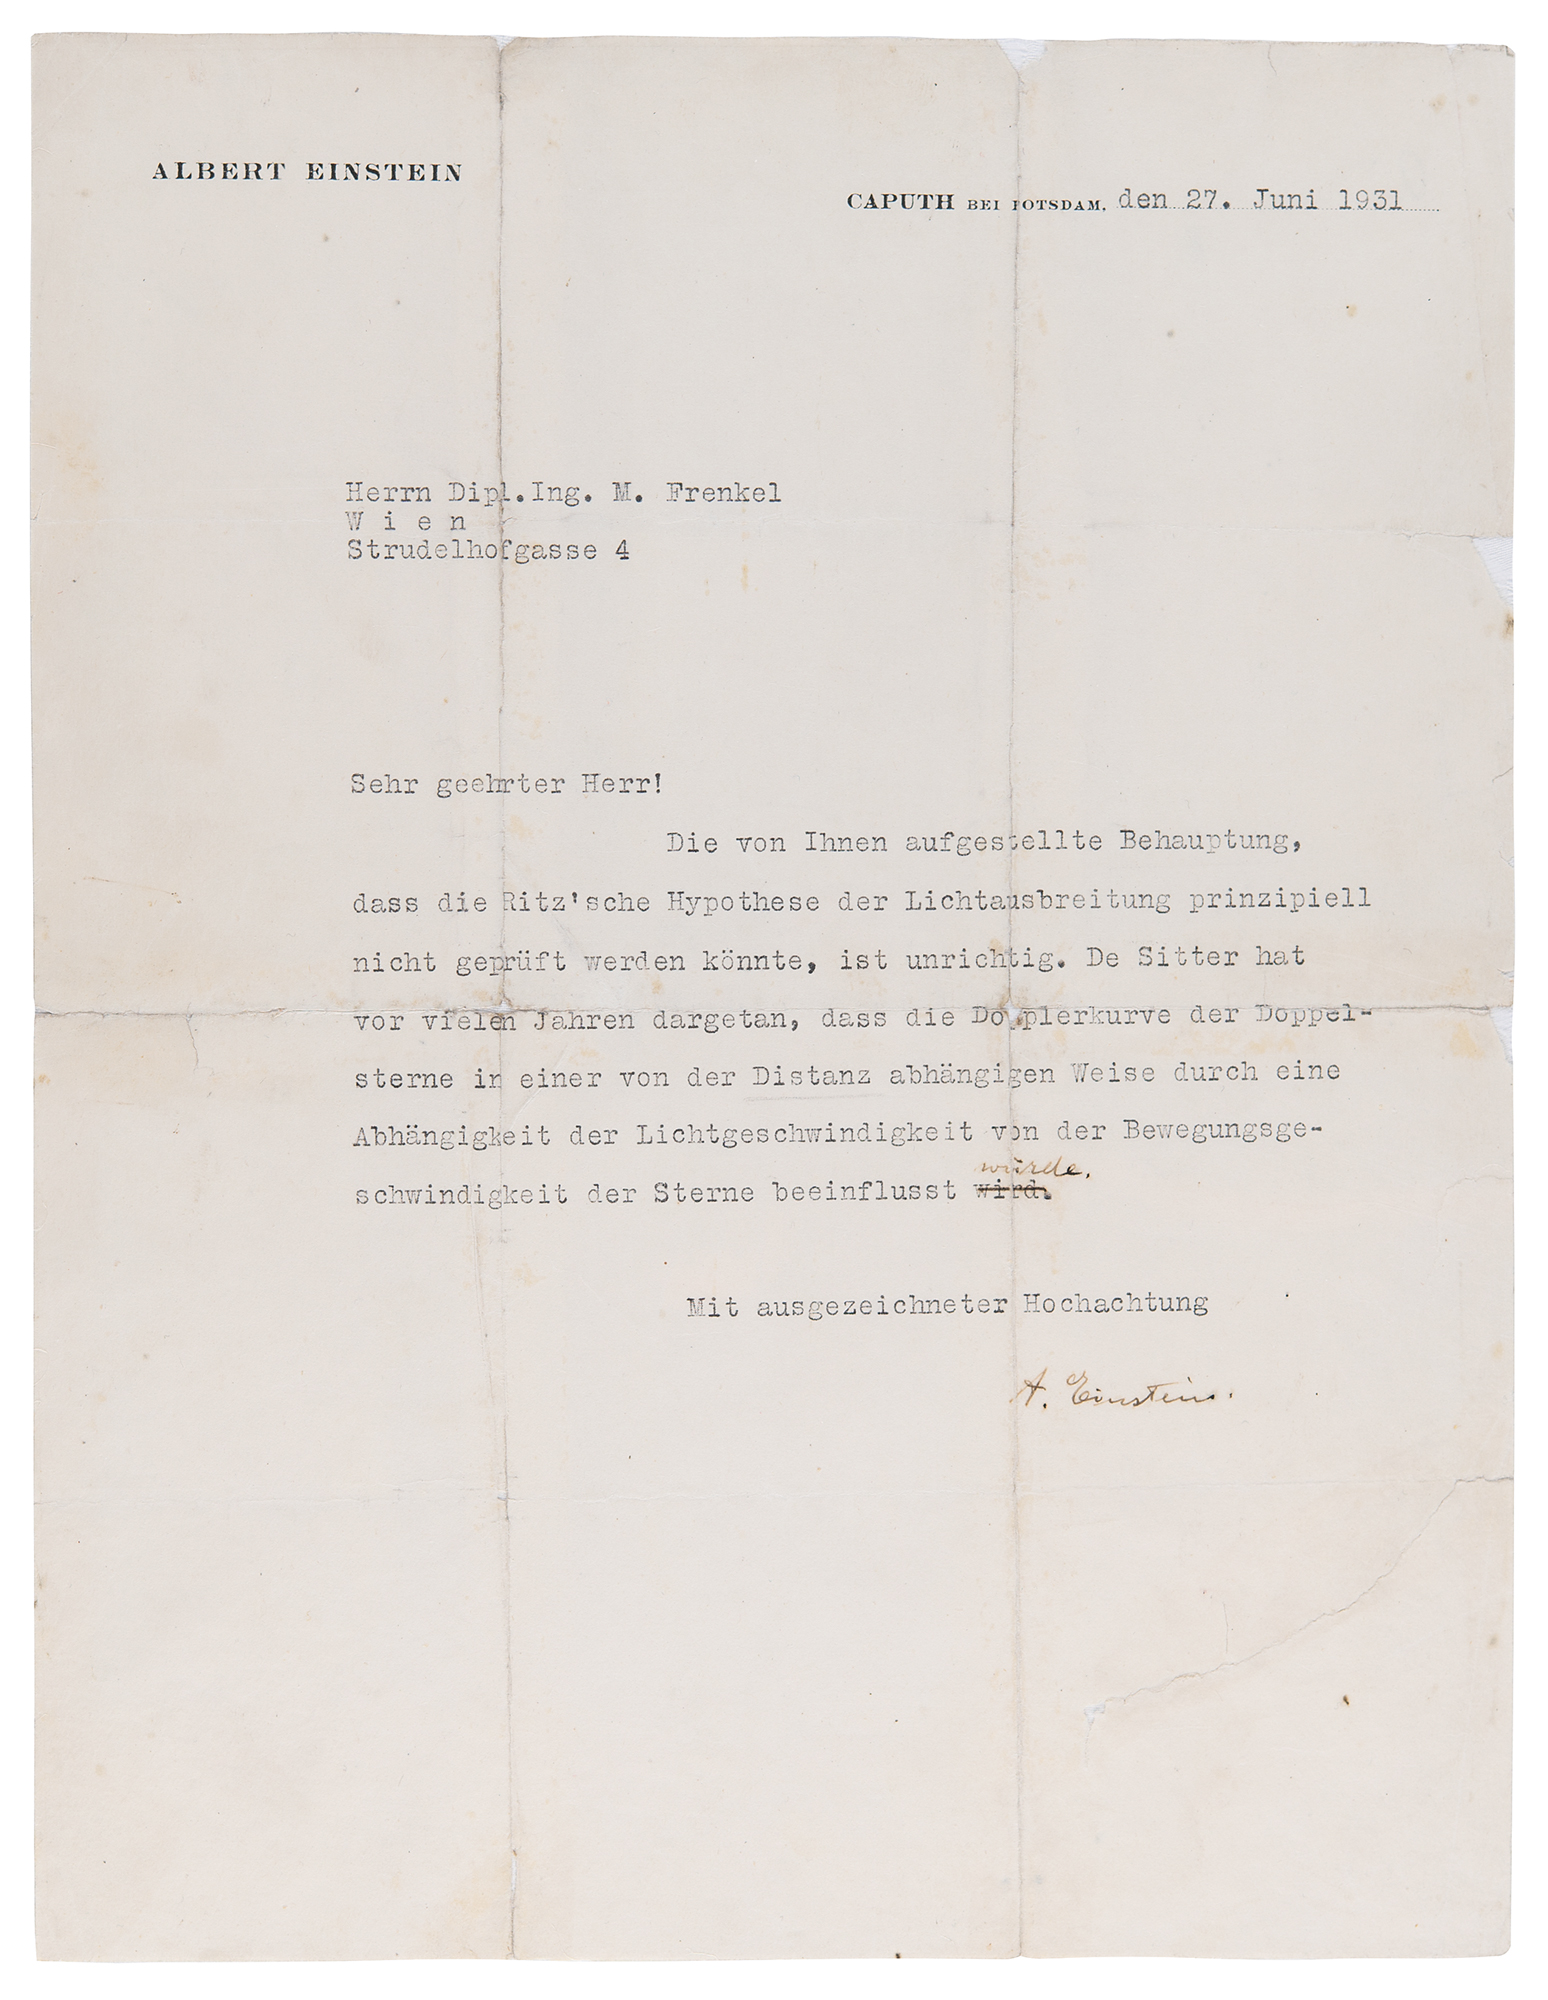 ALBERT EINSTEIN
CAPUTH BEI POTSDAM, den 27. Juni 1931
Herrn Dipl.Ing. M. Frenkel
W i e n
Strudelhofgasse 4
Sehr geehrter Herr!
Die von Ihnen aufgestellte Behauptung,
dass die Ritz'sche Hypothese der Lichtausbreitung prinzipiell
nicht geprüft werden könnte, ist unrichtig. De Sitter hat
vor vielen Jahren dargetan, dass die Dopplerkurve der Doppel-
sterne in einer von der Distanz abhängigen Weise durch eine
Abhängigkeit der Lichtgeschwindigkeit von der Bewegungsge-
würde.
schwindigkeit der Sterne beeinflusst wird.
Mit ausgezeichneter Hochachtung
A. Einstein.